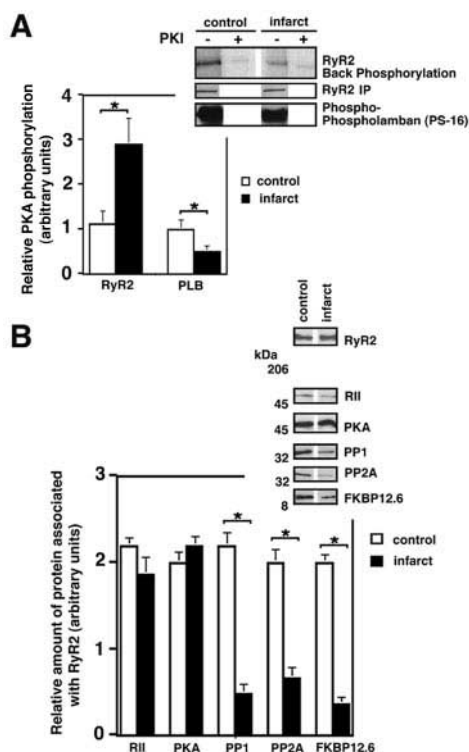 A
control infarct
PKI - + - +
RyR2
Back Phosphorylation
RyR2 IP
Phospho-
Phospholamban (PS-16)
Relative PKA phopshorylation
(arbitrary units)
4
3
2
1
0
*
*
control
infarct
RyR2 PLB
B
control infarct
RyR2
kDa
206
45 RII
45 PKA
32 PP1
32 PP2A
8 FKBP12.6
Relative amount of protein associated
with RyR2 (arbitrary units)
3
2
1
0
* * *
control
infarct
RII PKA PP1 PP2A FKBP12.6